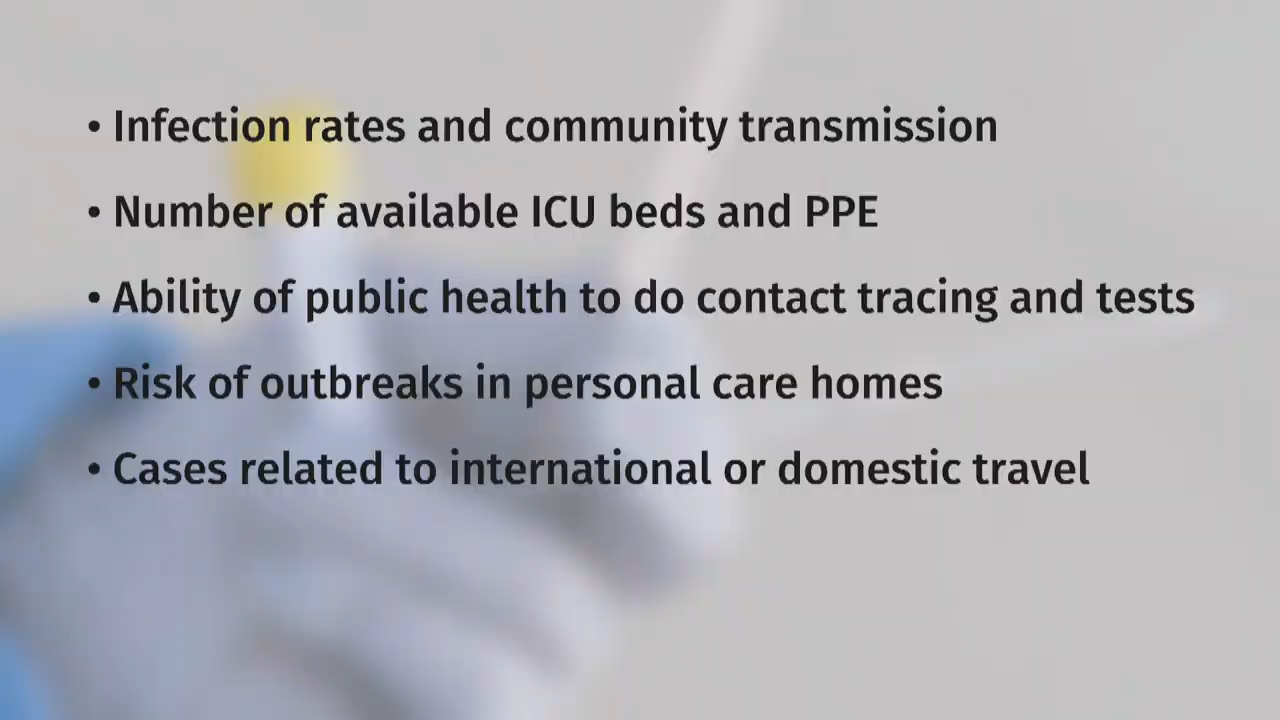 • Infection rates and community transmission
• Number of available ICU beds and PPE
• Ability of public health to do contact tracing and tests
• Risk of outbreaks in personal care homes
• Cases related to international or domestic travel